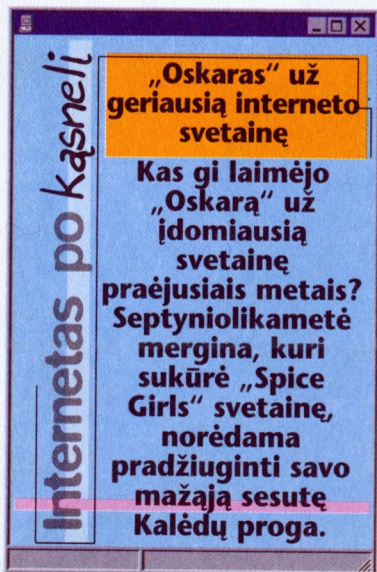 Internetas po kąsnelį
„Oskaras“ už
geriausią interneto
svetainę
Kas gi laimėjo
„Oskarą“ už
įdomiausią
svetainę
praėjusiais metais?
Septyniolikametė
mergina, kuri
sukūrė „Spice
Girls“ svetainę,
norėdama
pradžiuginti savo
mažąją sesutę
Kalėdų proga.